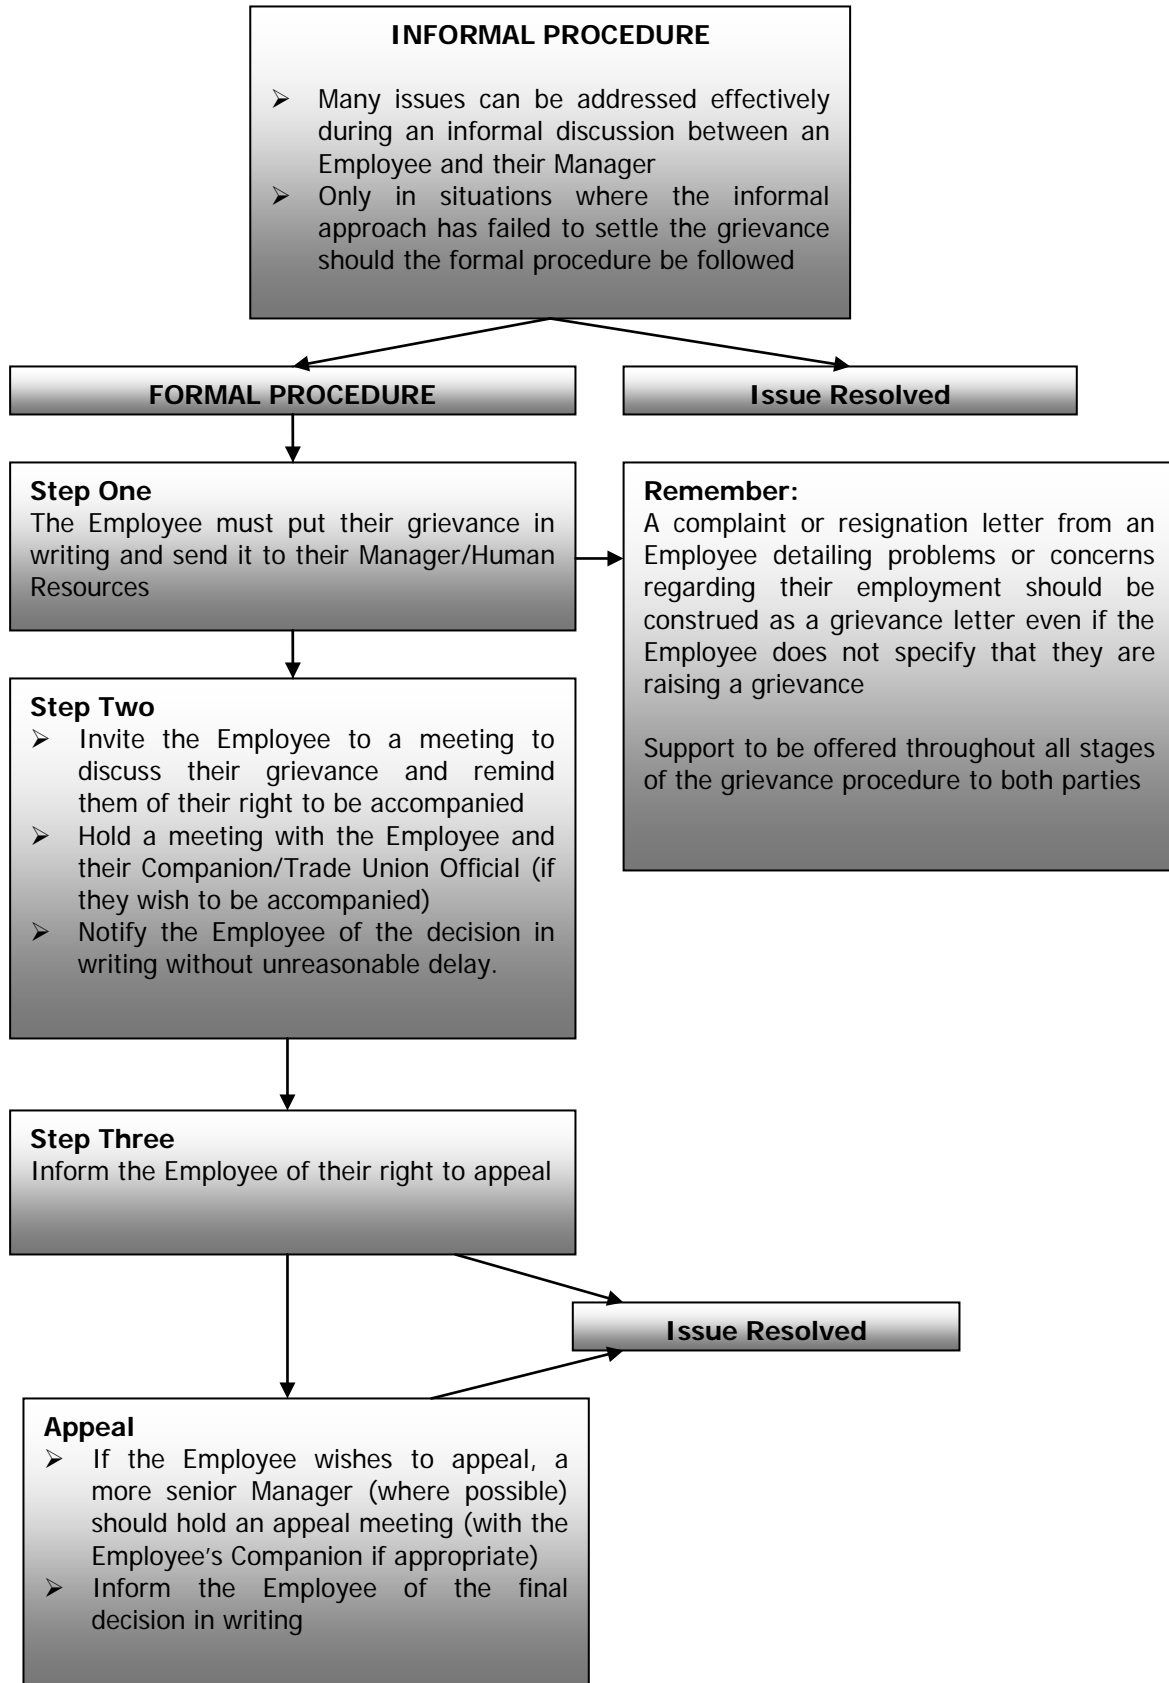 INFORMAL PROCEDURE
➢ Many issues can be addressed effectively
during an informal discussion between an
Employee and their Manager
➢ Only in situations where the informal
approach has failed to settle the grievance
should the formal procedure be followed
FORMAL PROCEDURE
Issue Resolved
Step One
The Employee must put their grievance in
writing and send it to their Manager/Human
Resources
Remember:
A complaint or resignation letter from an
Employee detailing problems or concerns
regarding their employment should be
construed as a grievance letter even if the
Employee does not specify that they are
raising a grievance
Support to be offered throughout all stages
of the grievance procedure to both parties
Step Two
➢ Invite the Employee to a meeting to
discuss their grievance and remind
them of their right to be accompanied
➢ Hold a meeting with the Employee and
their Companion/Trade Union Official (if
they wish to be accompanied)
➢ Notify the Employee of the decision in
writing without unreasonable delay.
Step Three
Inform the Employee of their right to appeal
Issue Resolved
Appeal
➢ If the Employee wishes to appeal, a
more senior Manager (where possible)
should hold an appeal meeting (with the
Employee's Companion if appropriate)
➢ Inform the Employee of the final
decision in writing